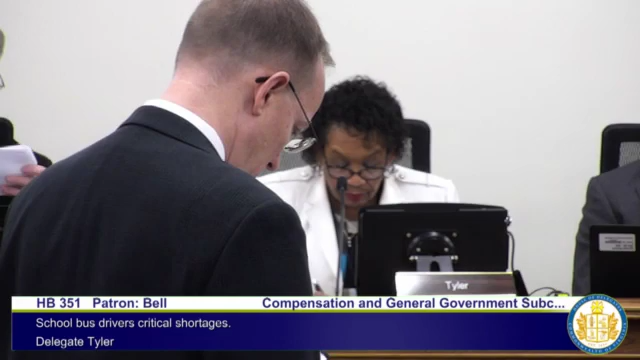 Tyler
HB 351 Patron: Bell Compensation and General Government Subc...
School bus drivers critical shortages.
Delegate Tyler